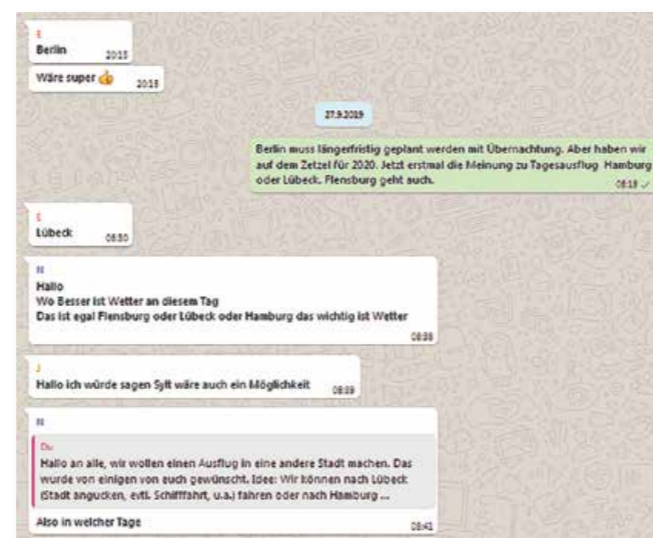 E
Berlin
20:15
Wäre super 👍
20:15
27.9.2019
Berlin muss längerfristig geplant werden mit Übernachtung. Aber haben wir
auf dem Zetzel für 2020. Jetzt erstmal die Meinung zu Tagesausflug Hamburg
oder Lübeck. Flensburg geht auch.
08:18
E
Lübeck
08:30
N
Hallo
Wo Besser ist Wetter an diesem Tag
Das ist egal Flensburg oder Lübeck oder Hamburg das wichtig ist Wetter
08:38
J
Hallo ich würde sagen Sylt wäre auch ein Möglichkeit
08:39
N
Du
Hallo an alle, wir wollen einen Ausflug in eine andere Stadt machen. Das
wurde von einigen von euch gewünscht. Idee: Wir können nach Lübeck
(Stadt angucken, evtl. Schifffahrt, u.a.) fahren oder nach Hamburg ...
Also in welcher Tage
08:41